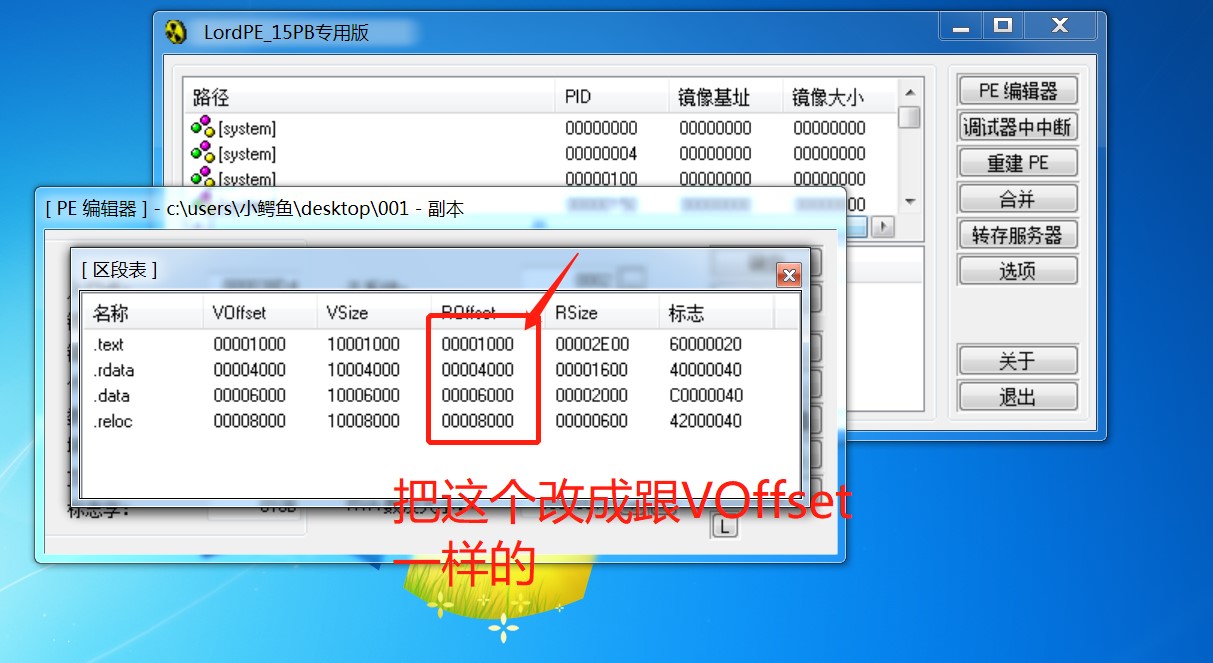 LordPE_15PB专用版
路径 PID 镜像基址 镜像大小
[system] 00000000 00000000 00000000
[system] 00000004 00000000 00000000
[system] 00000100 00000000 00000000
PE 编辑器
调试器中中断
重建 PE
合并
转存服务器
选项
关于
退出
[ PE 编辑器 ] - c:\users\小鳄鱼\desktop\001 - 副本
[ 区段表 ]
名称 VOffset VSize ROffset RSize 标志
.text 00001000 10001000 00001000 00002E00 60000020
.rdata 00004000 10004000 00004000 00001600 40000040
.data 00006000 10006000 00006000 00002000 C0000040
.reloc 00008000 10008000 00008000 00000600 42000040
把这个改成跟VOffset
一样的
标志字:
L